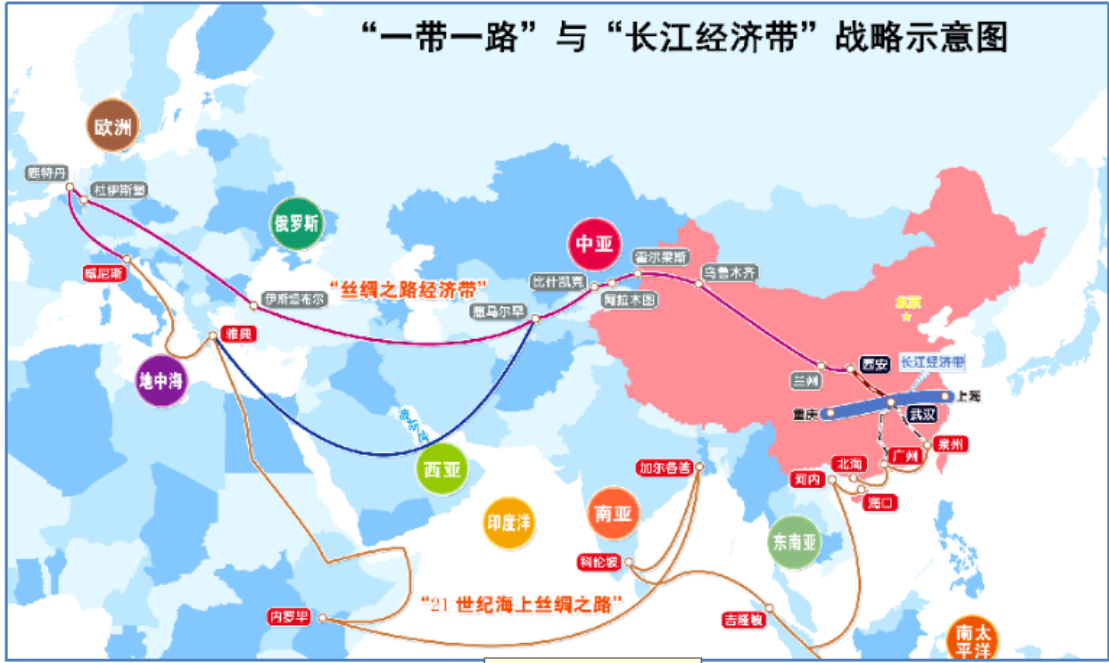 “一带一路”与“长江经济带”战略示意图
欧洲
鹿特丹
杜伊斯堡
俄罗斯
中亚
霍尔果斯
威尼斯
乌鲁木齐
比什凯克
“丝绸之路经济带”
伊斯坦布尔
阿拉木图
撒马尔罕
北京
雅典
地中海
兰州
西安
长江经济带
上海
重庆
武汉
波斯湾
泉州
广州
北海
西亚
加尔各答
河内
海口
印度洋
南亚
东南亚
科伦坡
“21 世纪海上丝绸之路”
内罗毕
吉隆坡
南太
平洋